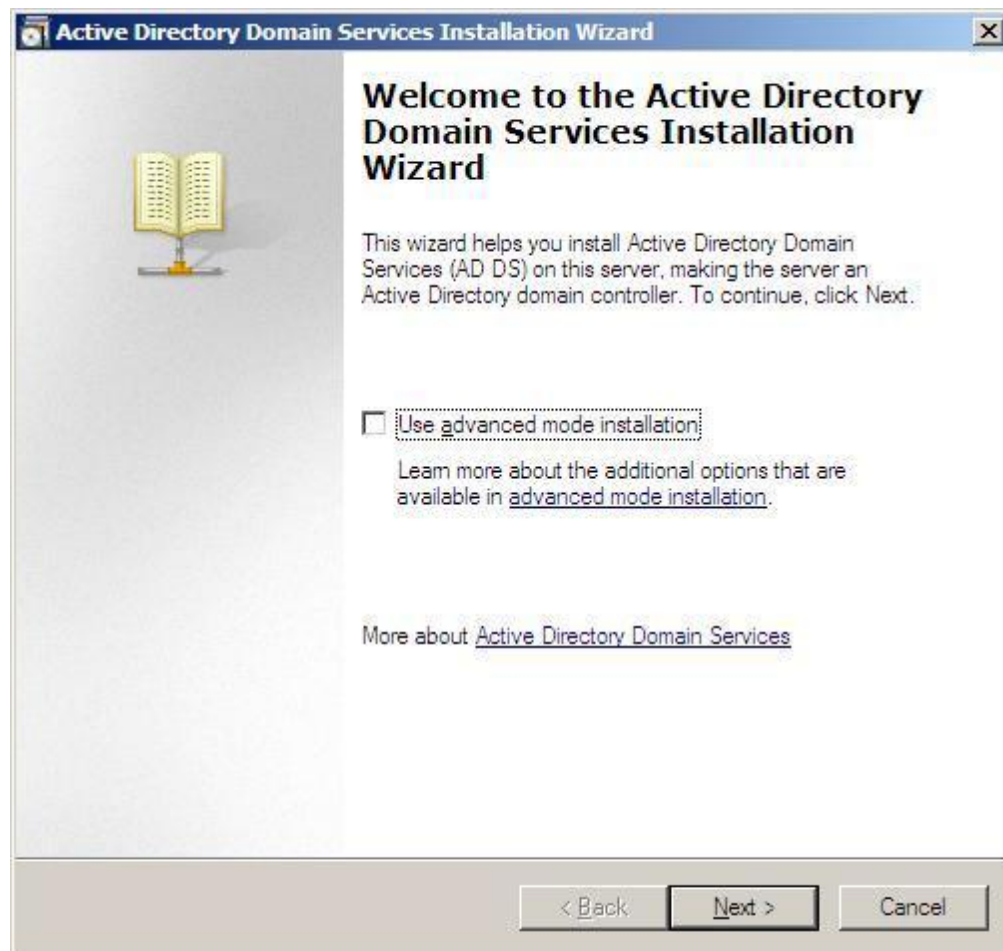 Active Directory Domain Services Installation Wizard
Welcome to the Active Directory
Domain Services Installation
Wizard
This wizard helps you install Active Directory Domain
Services (AD DS) on this server, making the server an
Active Directory domain controller. To continue, click Next.
Use advanced mode installation
Learn more about the additional options that are
available in advanced mode installation.
More about Active Directory Domain Services
< Back
Next >
Cancel